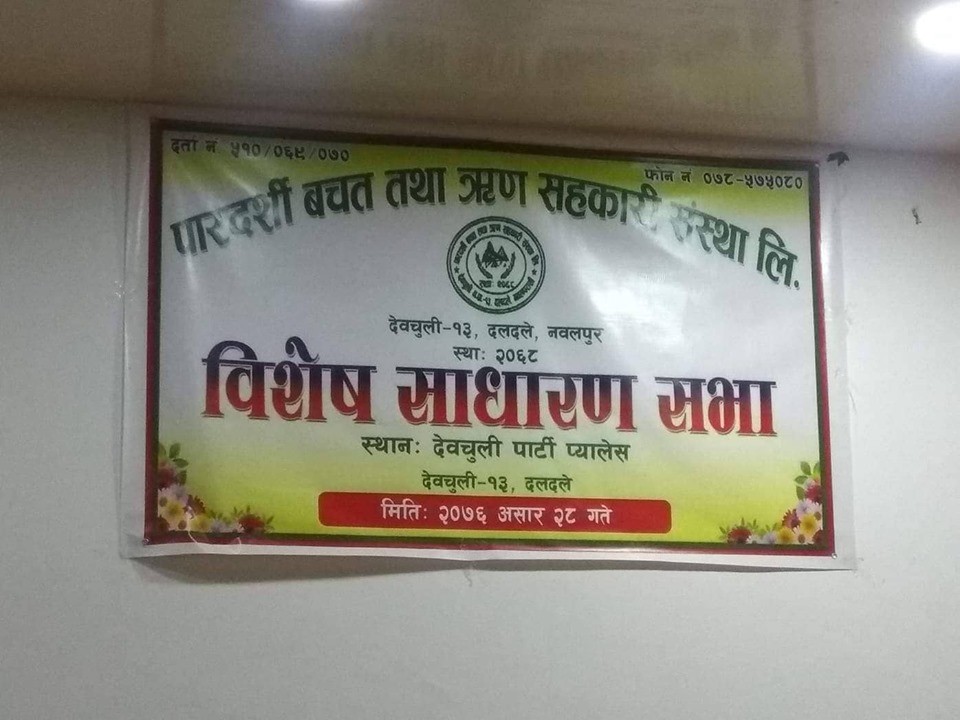 दर्ता नं ५१०/०६९/०७०
फोन नं ०७८-५७५०८०
पारदर्शी बचत तथा ऋण सहकारी संस्था लि.
देवचुली-१३, दलदले, नवलपुर
स्था: २०६८
विशेष साधारण सभा
स्थान: देवचुली पार्टी प्यालेस
देवचुली-१३, दलदले
मिति: २०७६ असार २८ गते